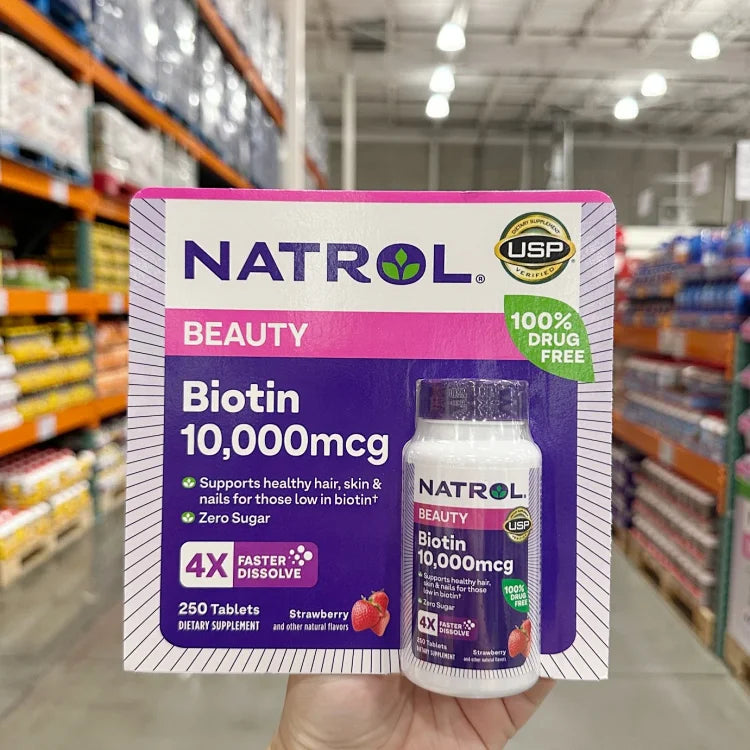 NATROL®
DIETARY SUPPLEMENT
USP
VERIFIED
BEAUTY
100%
DRUG
FREE
Biotin
10,000mcg
Supports healthy hair, skin &
nails for those low in biotin†
Zero Sugar
4X FASTER
DISSOLVE
250 Tablets
DIETARY SUPPLEMENT
Strawberry
and other natural flavors
NATROL
BEAUTY
USP
Biotin
10,000mcg
Supports healthy hair,
skin & nails for those
low in biotin†
Zero Sugar
100%
DRUG
FREE
4X FASTER
DISSOLVE
250 Tablets
DIETARY SUPPLEMENT
Strawberry
and other natural flavors